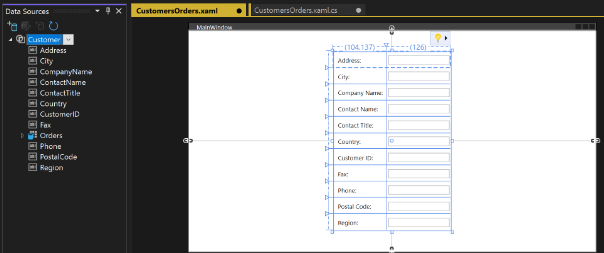 Data Sources
Customer
Address
City
CompanyName
ContactName
ContactTitle
Country
CustomerID
Fax
Orders
Phone
PostalCode
Region
CustomersOrders.xaml
CustomersOrders.xaml.cs
MainWindow
(104.137) (126)
Address:
City:
Company Name:
Contact Name:
Contact Title:
Country:
Customer ID:
Fax:
Phone:
Postal Code:
Region: